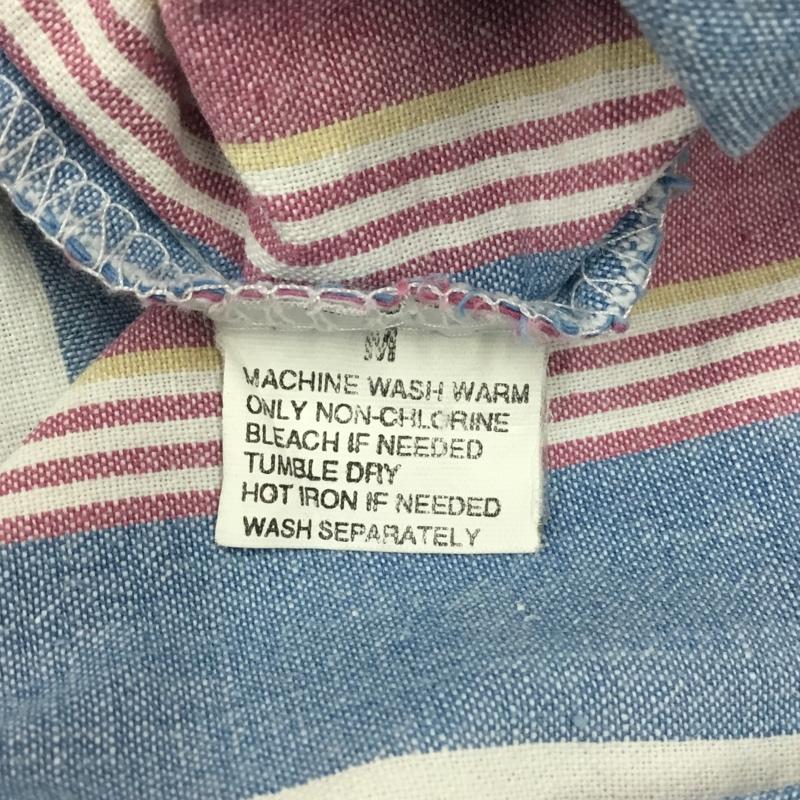 M
MACHINE WASH WARM
ONLY NON-CHLORINE
BLEACH IF NEEDED
TUMBLE DRY
HOT IRON IF NEEDED
WASH SEPARATELY